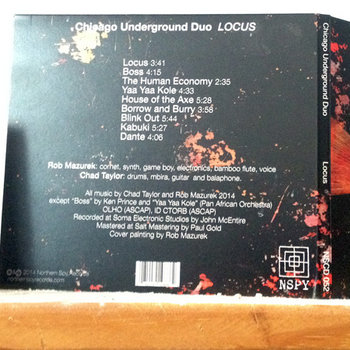 Chicago Underground Duo LOCUS
Locus 3:41
Boss 4:15
The Human Economy 2:35
Yaa Yaa Kole 4:35
House of the Axe 5:28
Borrow and Burry 3:58
Blink Out 5:44
Kabuki 5:27
Dante 4:06
Rob Mazurek: cornet, synth, game boy, electronics, bamboo flute, voice
Chad Taylor: drums, mbira, guitar and balaphone.
All music by Chad Taylor and Rob Mazurek 2014
except "Boss" by Ken Prince and "Yaa Yaa Kole" (Pan African Orchestra)
OLHO (ASCAP), ID CTORB (ASCAP)
Recorded at Soma Electronic Studios by John McEntire
Mastered at Salt Mastering by Paul Gold
Cover painting by Rob Mazurek
2014 Northern Spy Records
northernspyrecords.com
NSPY
Chicago Underground Duo
Locus
NSCD 052